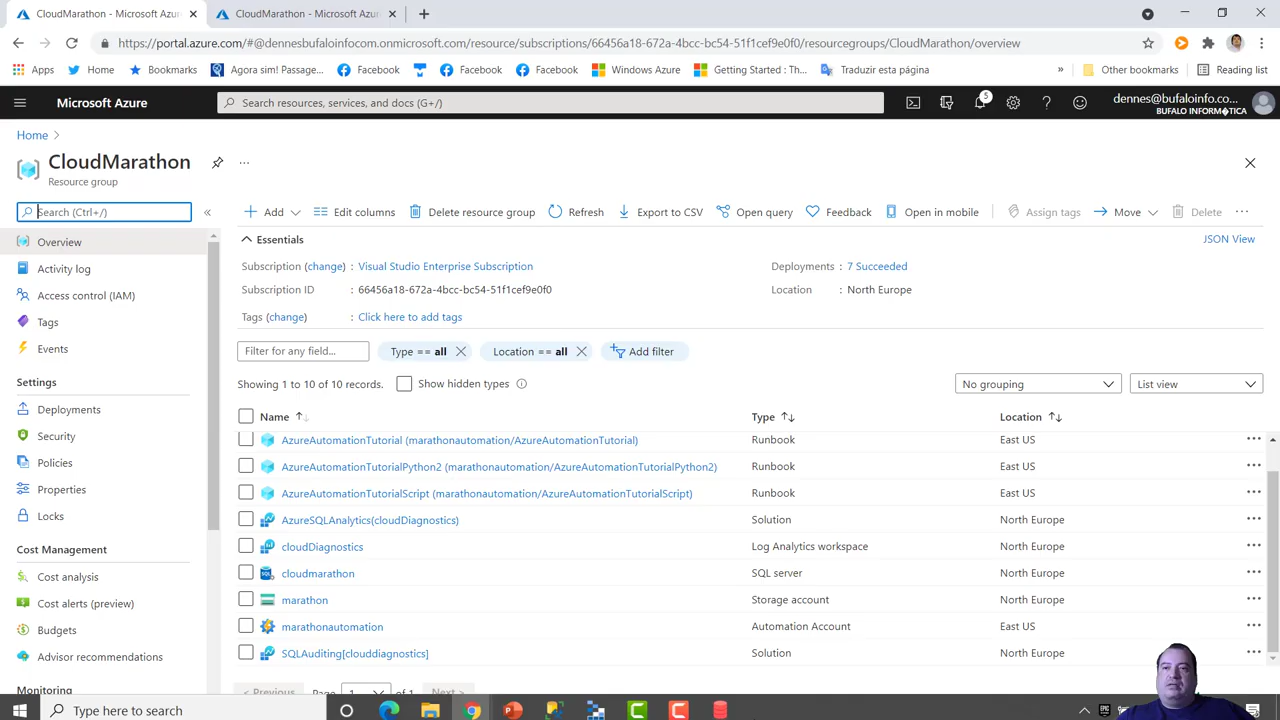 CloudMarathon - Microsoft Azure
CloudMarathon - Microsoft Azure
https://portal.azure.com/#@dennesbufaloinfocom.onmicrosoft.com/resource/subscriptions/66456a18-672a-4bcc-bc54-51f1cef9e0f0/resourcegroups/CloudMarathon/overview
Apps Home Bookmarks Agora sim! Passage... Facebook Facebook Facebook Windows Azure Getting Started : Th... Traduzir esta página » Other bookmarks Reading list
Microsoft Azure Search resources, services, and docs (G+/) 5 dennes@bufaloinfo.co...
BUFALO INFORM�TICA
Home >
CloudMarathon
Resource group
Search (Ctrl+/) « Add Edit columns Delete resource group Refresh Export to CSV Open query Feedback Open in mobile Assign tags Move Delete
Overview
Activity log
Access control (IAM)
Tags
Events
Settings
Deployments
Security
Policies
Properties
Locks
Cost Management
Cost analysis
Cost alerts (preview)
Budgets
Advisor recommendations
Monitoring
Essentials JSON View
Subscription (change) : Visual Studio Enterprise Subscription Deployments : 7 Succeeded
Subscription ID : 66456a18-672a-4bcc-bc54-51f1cef9e0f0 Location : North Europe
Tags (change) : Click here to add tags
Filter for any field... Type == all Location == all Add filter
Showing 1 to 10 of 10 records. Show hidden types No grouping List view
Name Type Location
AzureAutomationTutorial (marathonautomation/AzureAutomationTutorial) Runbook East US
AzureAutomationTutorialPython2 (marathonautomation/AzureAutomationTutorialPython2) Runbook East US
AzureAutomationTutorialScript (marathonautomation/AzureAutomationTutorialScript) Runbook East US
AzureSQLAnalytics(cloudDiagnostics) Solution North Europe
cloudDiagnostics Log Analytics workspace North Europe
cloudmarathon SQL server North Europe
marathon Storage account North Europe
marathonautomation Automation Account East US
SQLAuditing[clouddiagnostics] Solution North Europe
< Previous Page 1 of 1 Next >
Type here to search